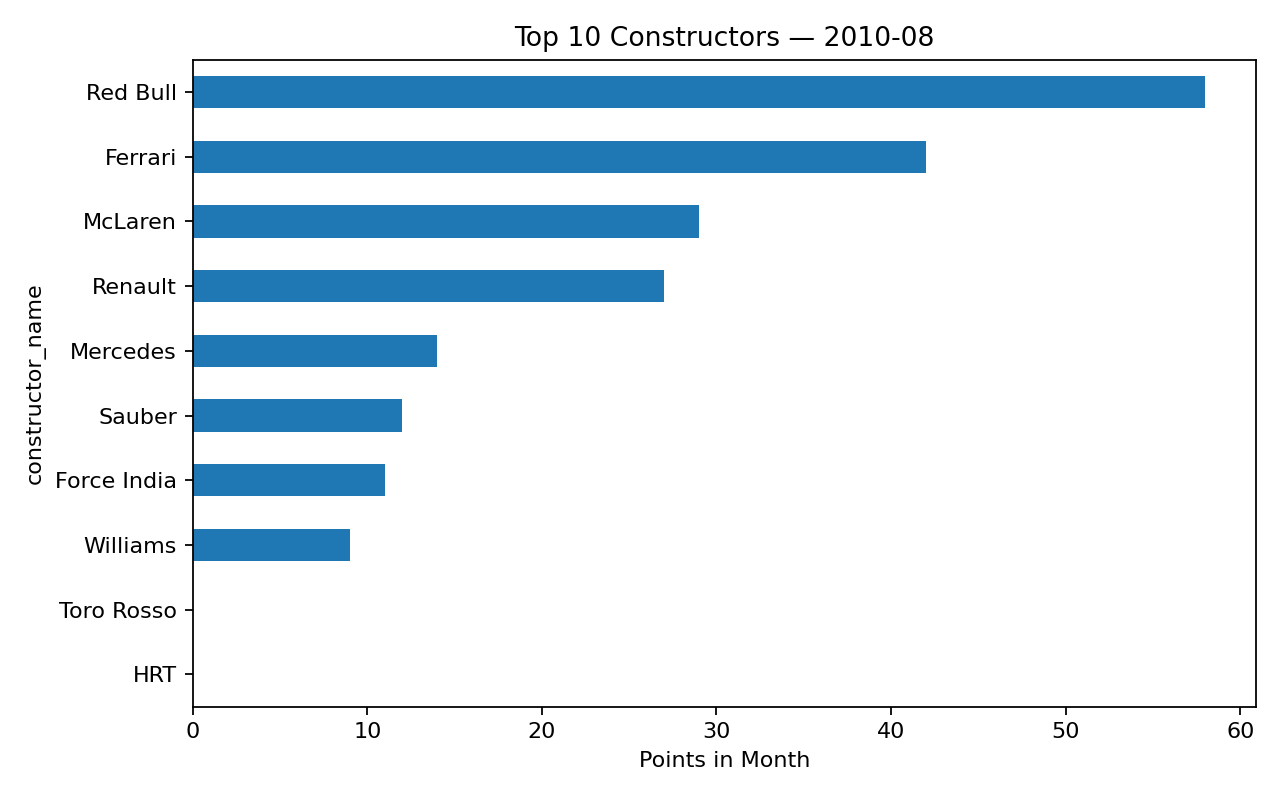 Top 10 Constructors — 2010-08
constructor_name
Red Bull
Ferrari
McLaren
Renault
Mercedes
Sauber
Force India
Williams
Toro Rosso
HRT
0 10 20 30 40 50 60
Points in Month